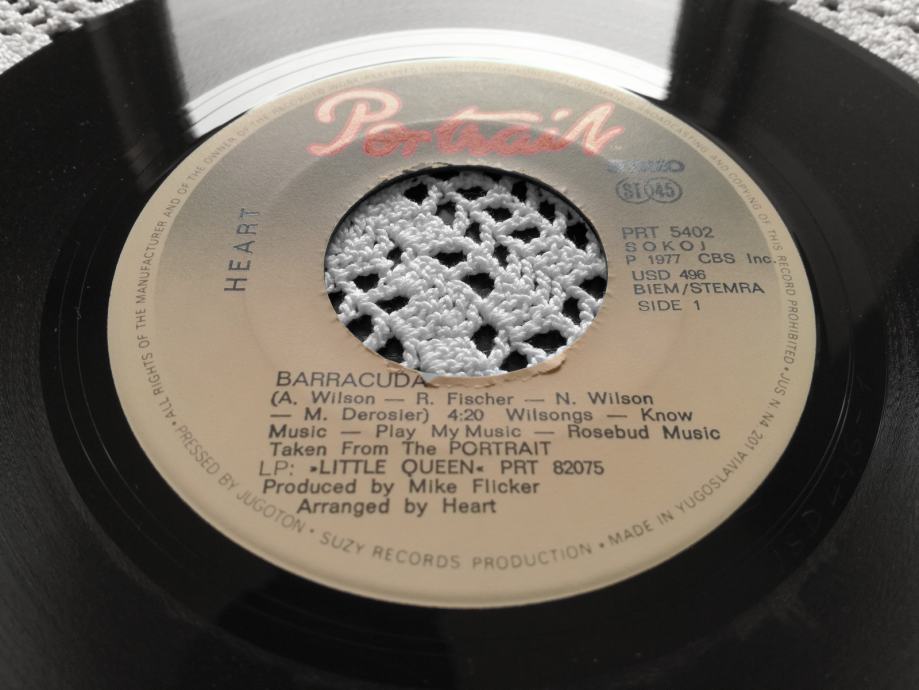 Portrait
STEREO
ST 45
HEART
PRT 5402
SOKOJ
P 1977 CBS Inc.
USD 496
BIEM/STEMRA
SIDE 1
BARRACUDA
(A. Wilson — R. Fischer — N. Wilson
— M. Derosier) 4:20 Wilsongs — Know
Music — Play My Music — Rosebud Music
Taken From The PORTRAIT
LP: »LITTLE QUEEN« PRT 82075
Produced by Mike Flicker
Arranged by Heart
ALL RIGHTS OF THE MANUFACTURER AND OF THE OWNER OF THE RECORDED BROADCASTING AND COPYING OF THIS RECORD PROHIBITED • JUS N N4 201
PRESSED BY JUGOTON • SUZY RECORDS PRODUCTION • MADE IN YUGOSLAVIA